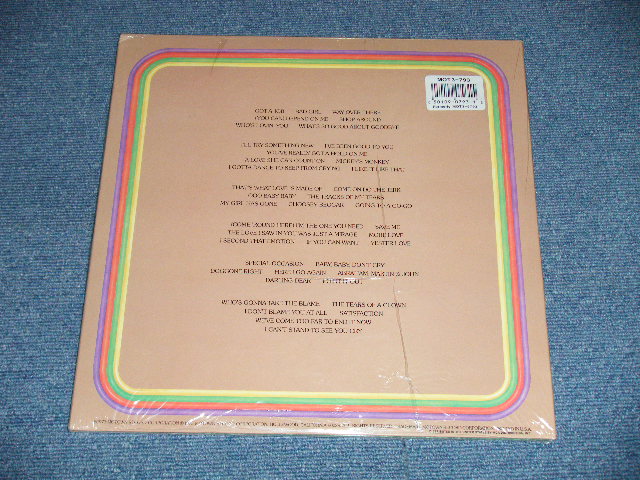 MOT3-793
GOT A JOB BAD GIRL WAY OVER THERE
(YOU CAN) DEPEND ON ME SHOP AROUND
WHO'S LOVIN' YOU WHAT'S SO GOOD ABOUT GOODBYE
I'LL TRY SOMETHING NEW I'VE BEEN GOOD TO YOU
YOU'VE REALLY GOT A HOLD ON ME
A LOVE SHE CAN COUNT ON MICKEY'S MONKEY
I GOTTA DANCE TO KEEP FROM CRYING I LIKE IT LIKE THAT
THAT'S WHAT LOVE IS MADE OF COME ON DO THE JERK
OOO BABY BABY THE TRACKS OF MY TEARS
MY GIRL HAS GONE CHOOSEY BEGGAR GOING TO A GO-GO
(COME 'ROUND HERE) I'M THE ONE YOU NEED SAVE ME
THE LOVE I SAW IN YOU WAS JUST A MIRAGE MORE LOVE
I SECOND THAT EMOTION IF YOU CAN WANT YESTER LOVE
SPECIAL OCCASION BABY, BABY DON'T CRY
DOGGONE RIGHT HERE I GO AGAIN ABRAHAM, MARTIN & JOHN
DARLING DEAR POINT IT OUT
WHO'S GONNA TAKE THE BLAME THE TEARS OF A CLOWN
I DON'T BLAME YOU AT ALL SATISFACTION
WE'VE COME TOO FAR TO END IT NOW
I CAN'T STAND TO SEE YOU CRY